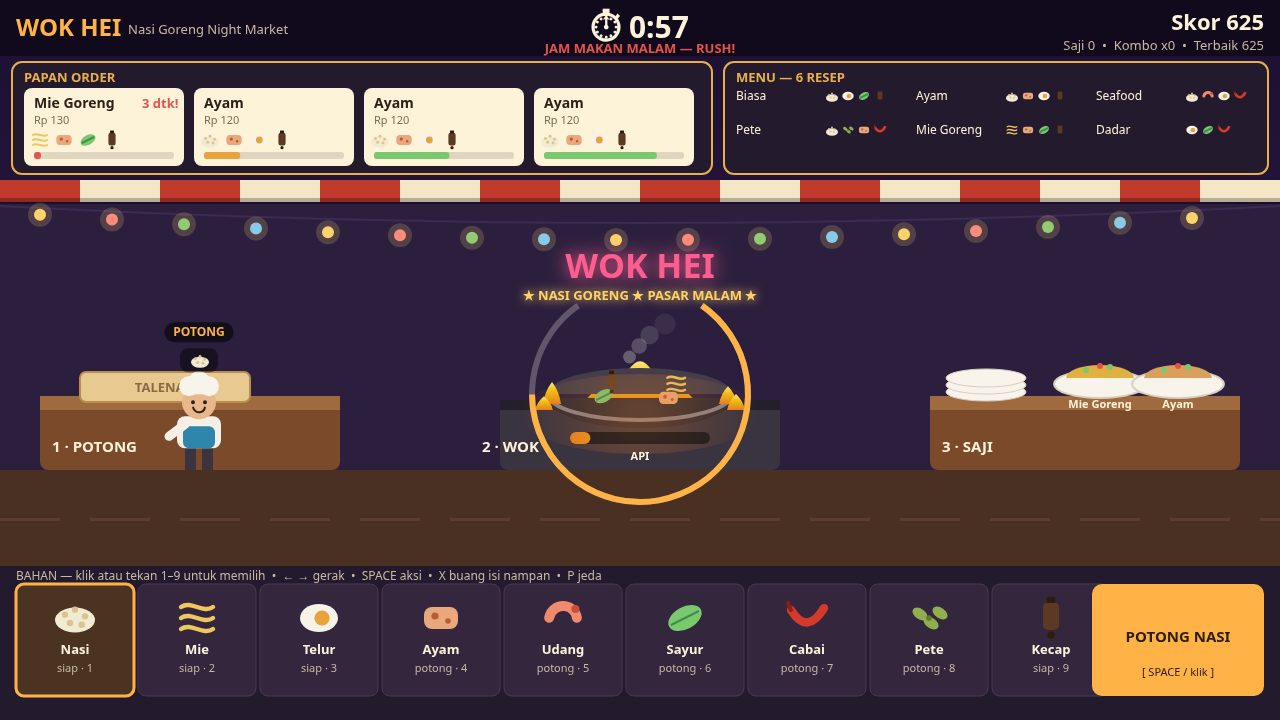 WOK HEI Nasi Goreng Night Market
0:57
JAM MAKAN MALAM — RUSH!
Skor 625
Saji 0 • Kombo x0 • Terbaik 625
PAPAN ORDER
Mie Goreng 3 dtk!
Rp 130
Ayam
Rp 120
Ayam
Rp 120
Ayam
Rp 120
MENU — 6 RESEP
Biasa
Ayam
Seafood
Pete
Mie Goreng
Dadar
WOK HEI
★ NASI GORENG ★ PASAR MALAM ★
POTONG
1 · POTONG
2 · WOK
API
Mie Goreng
Ayam
3 · SAJI
BAHAN — klik atau tekan 1–9 untuk memilih • ← → gerak • SPACE aksi • X buang isi nampan • P jeda
Nasi
siap · 1
Mie
siap · 2
Telur
siap · 3
Ayam
potong · 4
Udang
potong · 5
Sayur
potong · 6
Cabai
potong · 7
Pete
potong · 8
Kecap
siap · 9
POTONG NASI
[ SPACE / klik ]